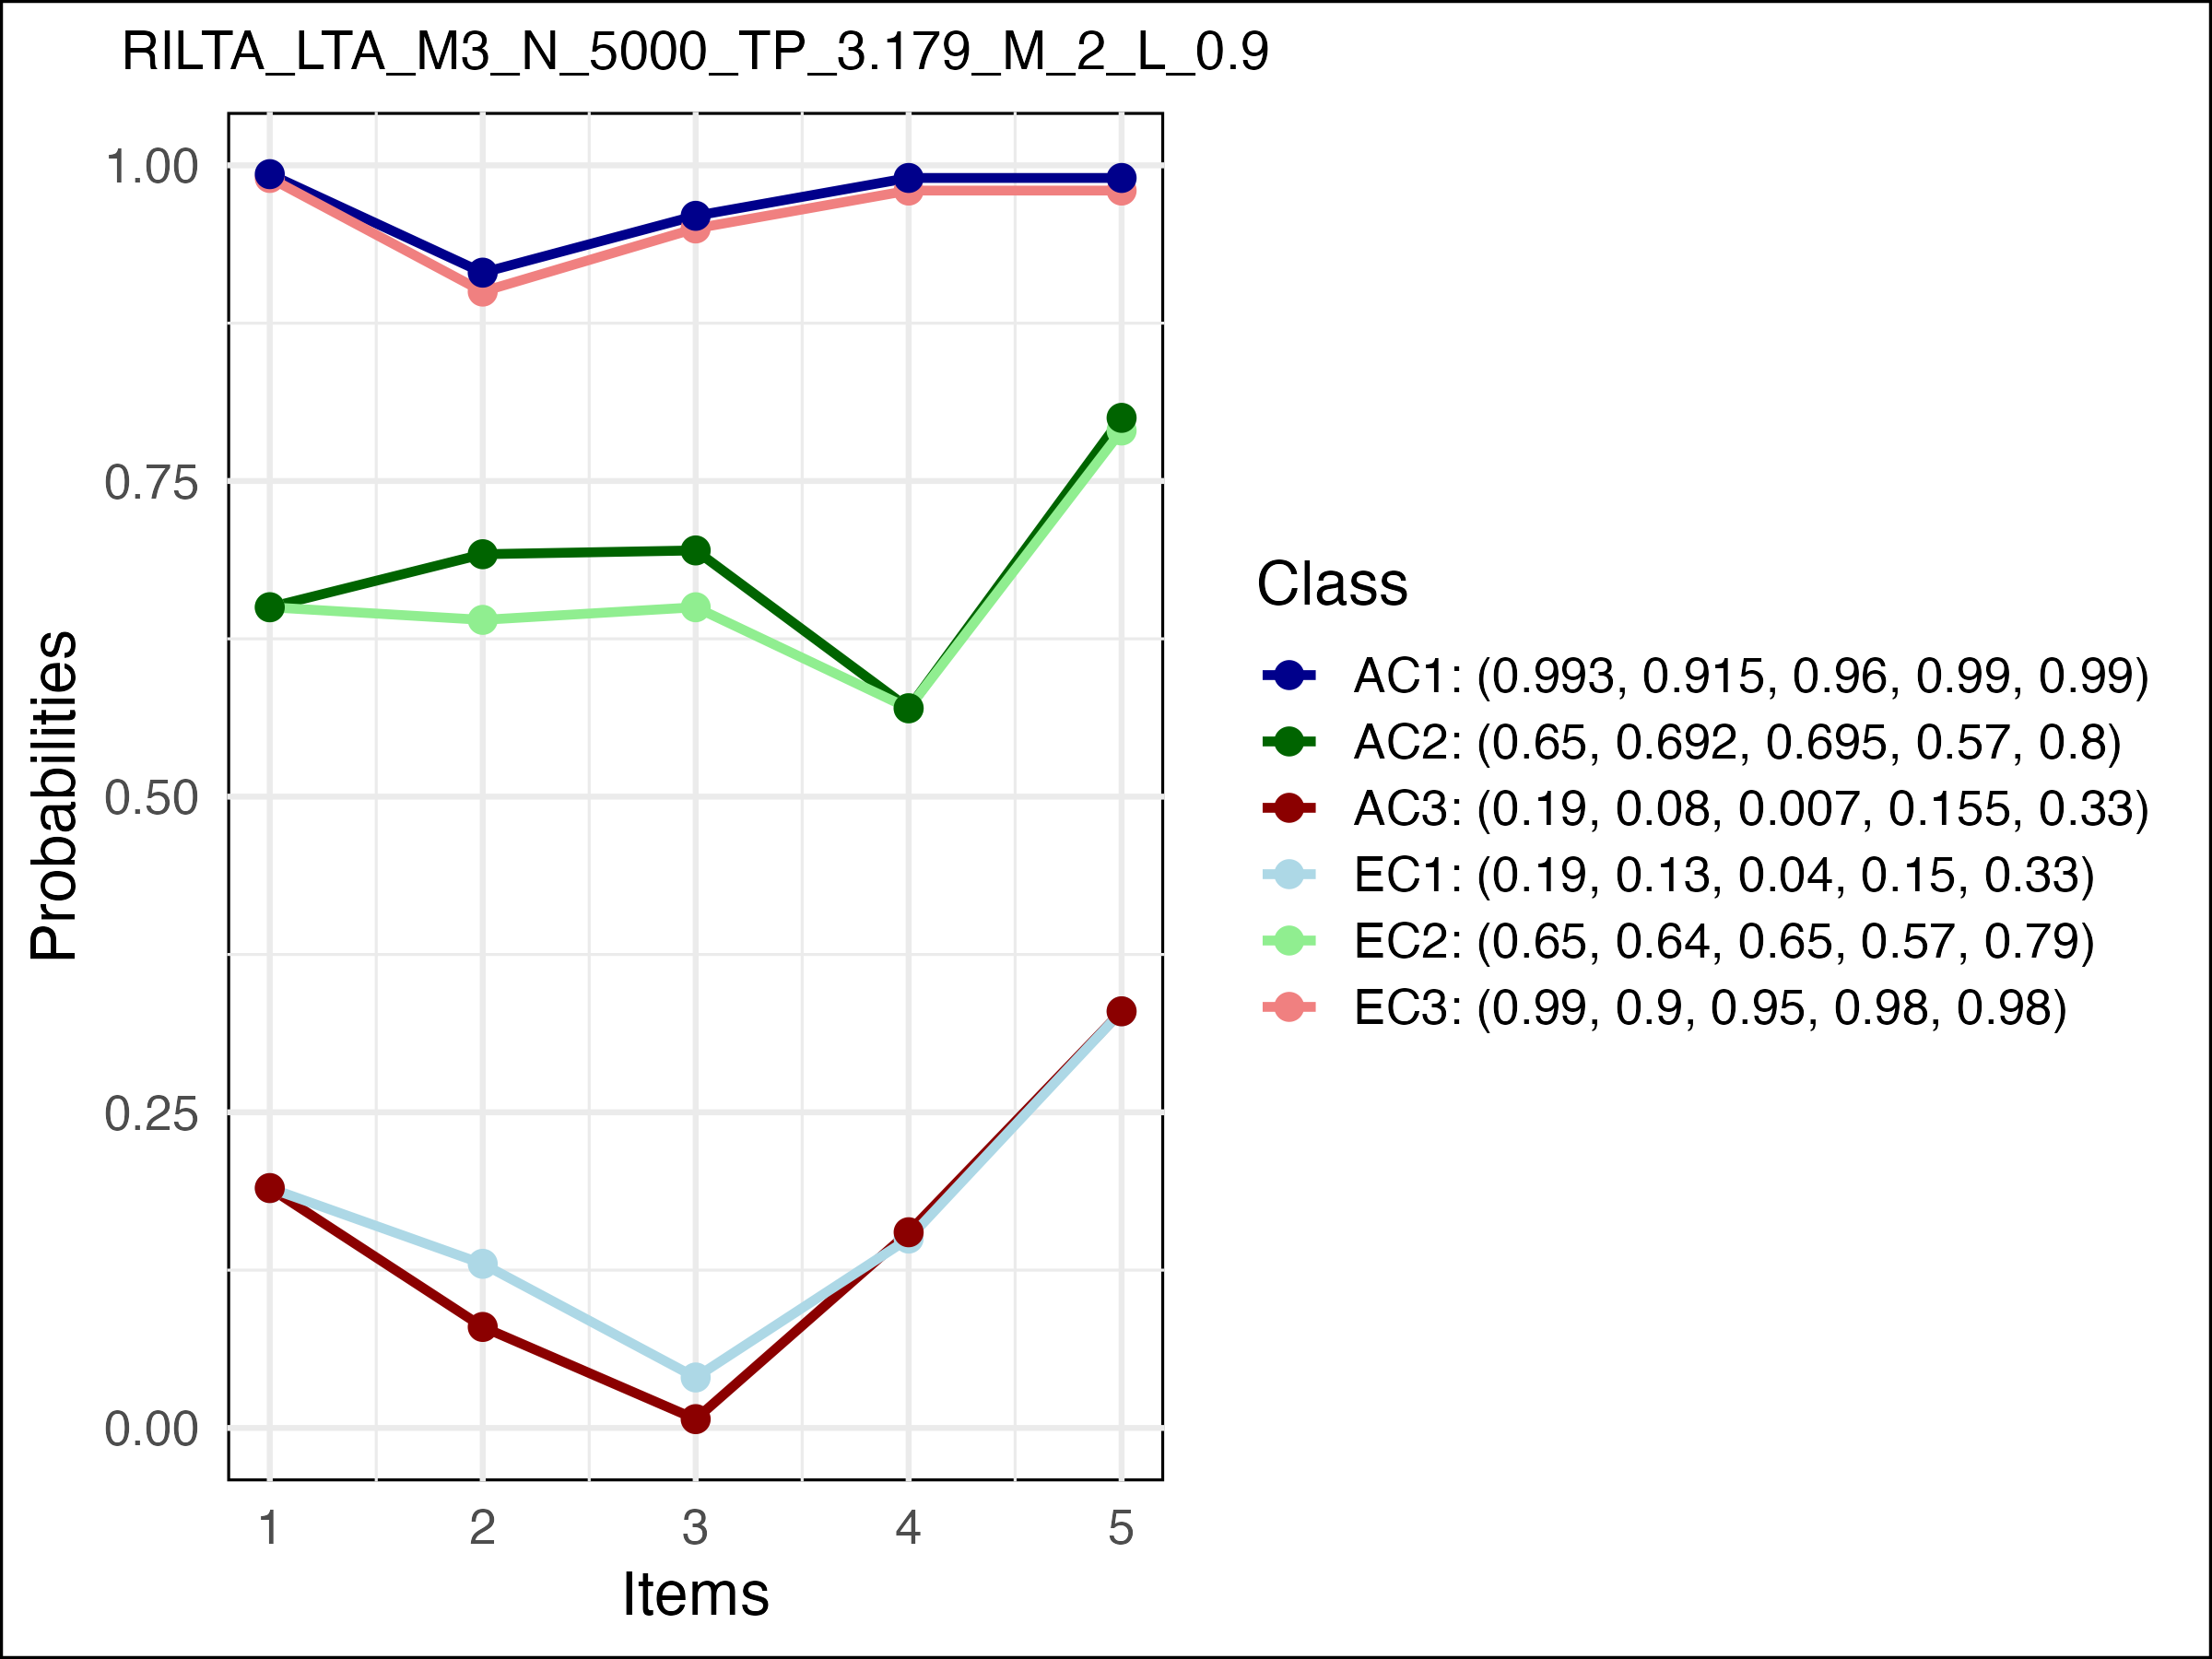 RILTA_LTA_M3_N_5000_TP_3.179_M_2_L_0.9
1.00
0.75
0.50
0.25
0.00
Probabilities
1 2 3 4 5
Items
Class
AC1: (0.993, 0.915, 0.96, 0.99, 0.99)
AC2: (0.65, 0.692, 0.695, 0.57, 0.8)
AC3: (0.19, 0.08, 0.007, 0.155, 0.33)
EC1: (0.19, 0.13, 0.04, 0.15, 0.33)
EC2: (0.65, 0.64, 0.65, 0.57, 0.79)
EC3: (0.99, 0.9, 0.95, 0.98, 0.98)